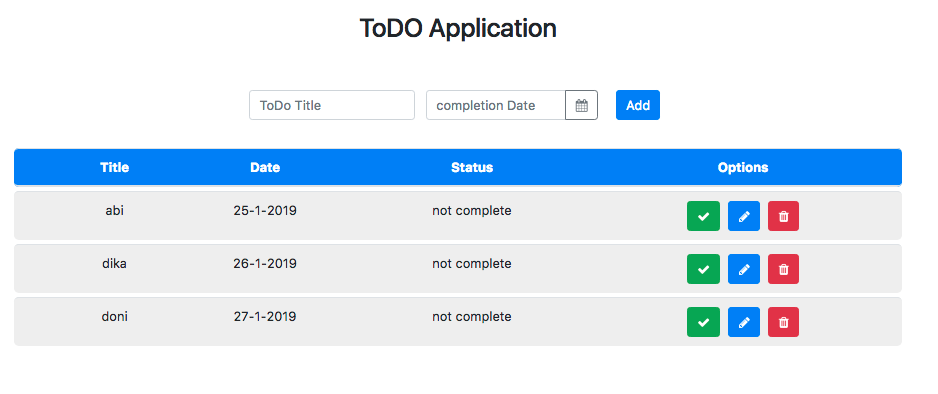 ToDO Application
ToDo Title completion Date Add
Title Date Status Options
abi 25-1-2019 not complete
dika 26-1-2019 not complete
doni 27-1-2019 not complete